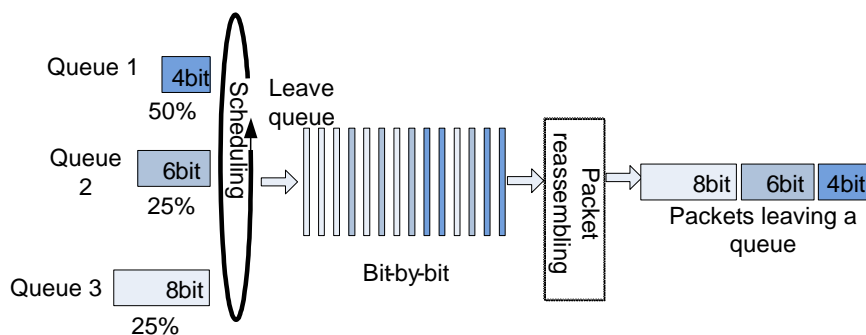 Queue 1
4bit
50%
Queue
2
6bit
25%
Queue 3
8bit
25%
Scheduling
Leave
queue
Bit-by-bit
Packet
reassembling
8bit
6bit
4bit
Packets leaving a
queue